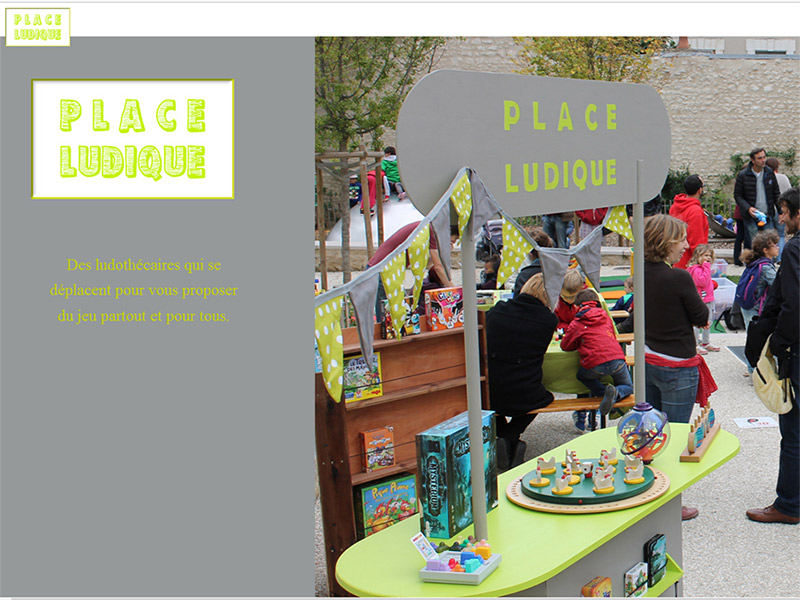 PLACE
LUDIQUE
PLACE
LUDIQUE
Des ludothécaires qui se
déplacent pour vous proposer
du jeu partout et pour tous.
PLACE
LUDIQUE